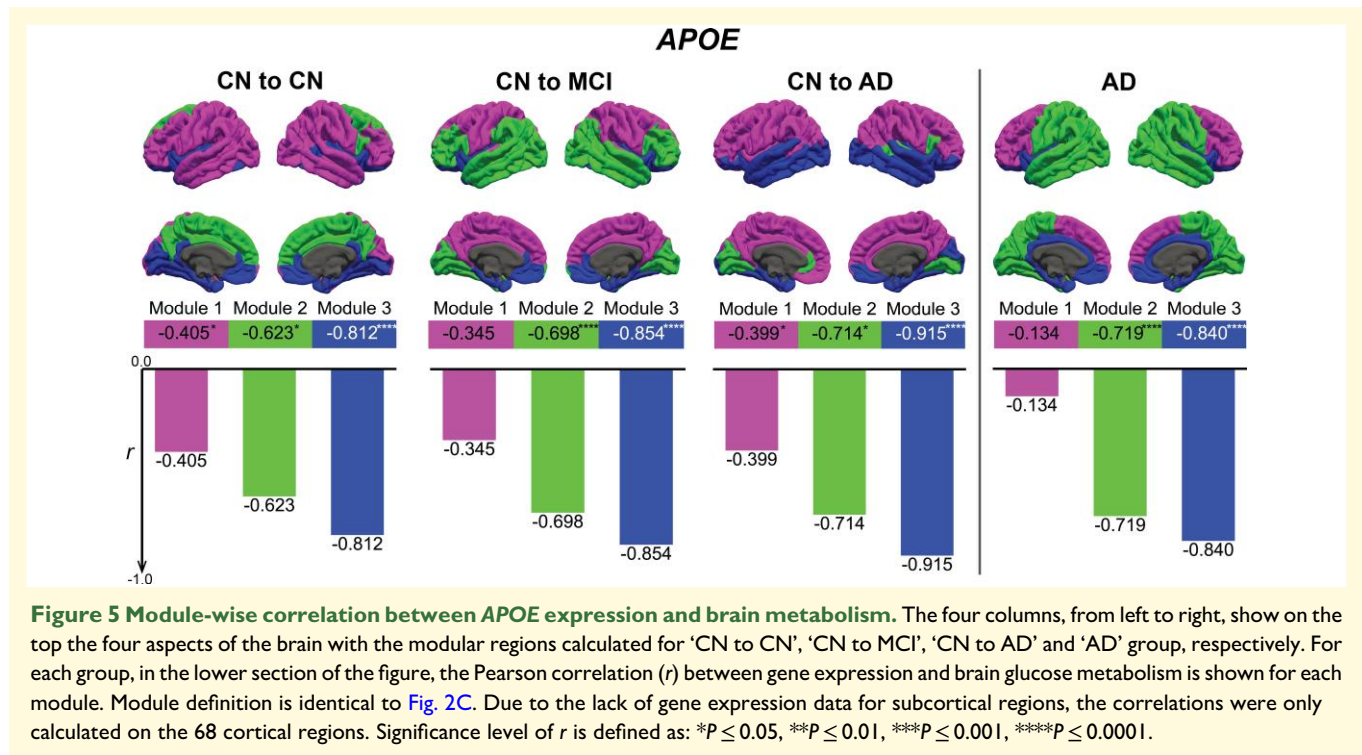 APOE
CN to CN CN to MCI CN to AD AD
Module 1 Module 2 Module 3 Module 1 Module 2 Module 3 Module 1 Module 2 Module 3 Module 1 Module 2 Module 3
-0.405* -0.623* -0.812**** -0.345 -0.698**** -0.854**** -0.399* -0.714* -0.915**** -0.134 -0.719**** -0.840****
0.0
r
-1.0
-0.405
-0.623
-0.812
-0.345
-0.698
-0.854
-0.399
-0.714
-0.915
-0.134
-0.719
-0.840
Figure 5 Module-wise correlation between APOE expression and brain metabolism. The four columns, from left to right, show on the
top the four aspects of the brain with the modular regions calculated for ‘CN to CN’, ‘CN to MCI’, ‘CN to AD’ and ‘AD’ group, respectively. For
each group, in the lower section of the figure, the Pearson correlation (r) between gene expression and brain glucose metabolism is shown for each
module. Module definition is identical to Fig. 2C. Due to the lack of gene expression data for subcortical regions, the correlations were only
calculated on the 68 cortical regions. Significance level of r is defined as: *P ≤ 0.05, **P ≤ 0.01, ***P ≤ 0.001, ****P ≤ 0.0001.